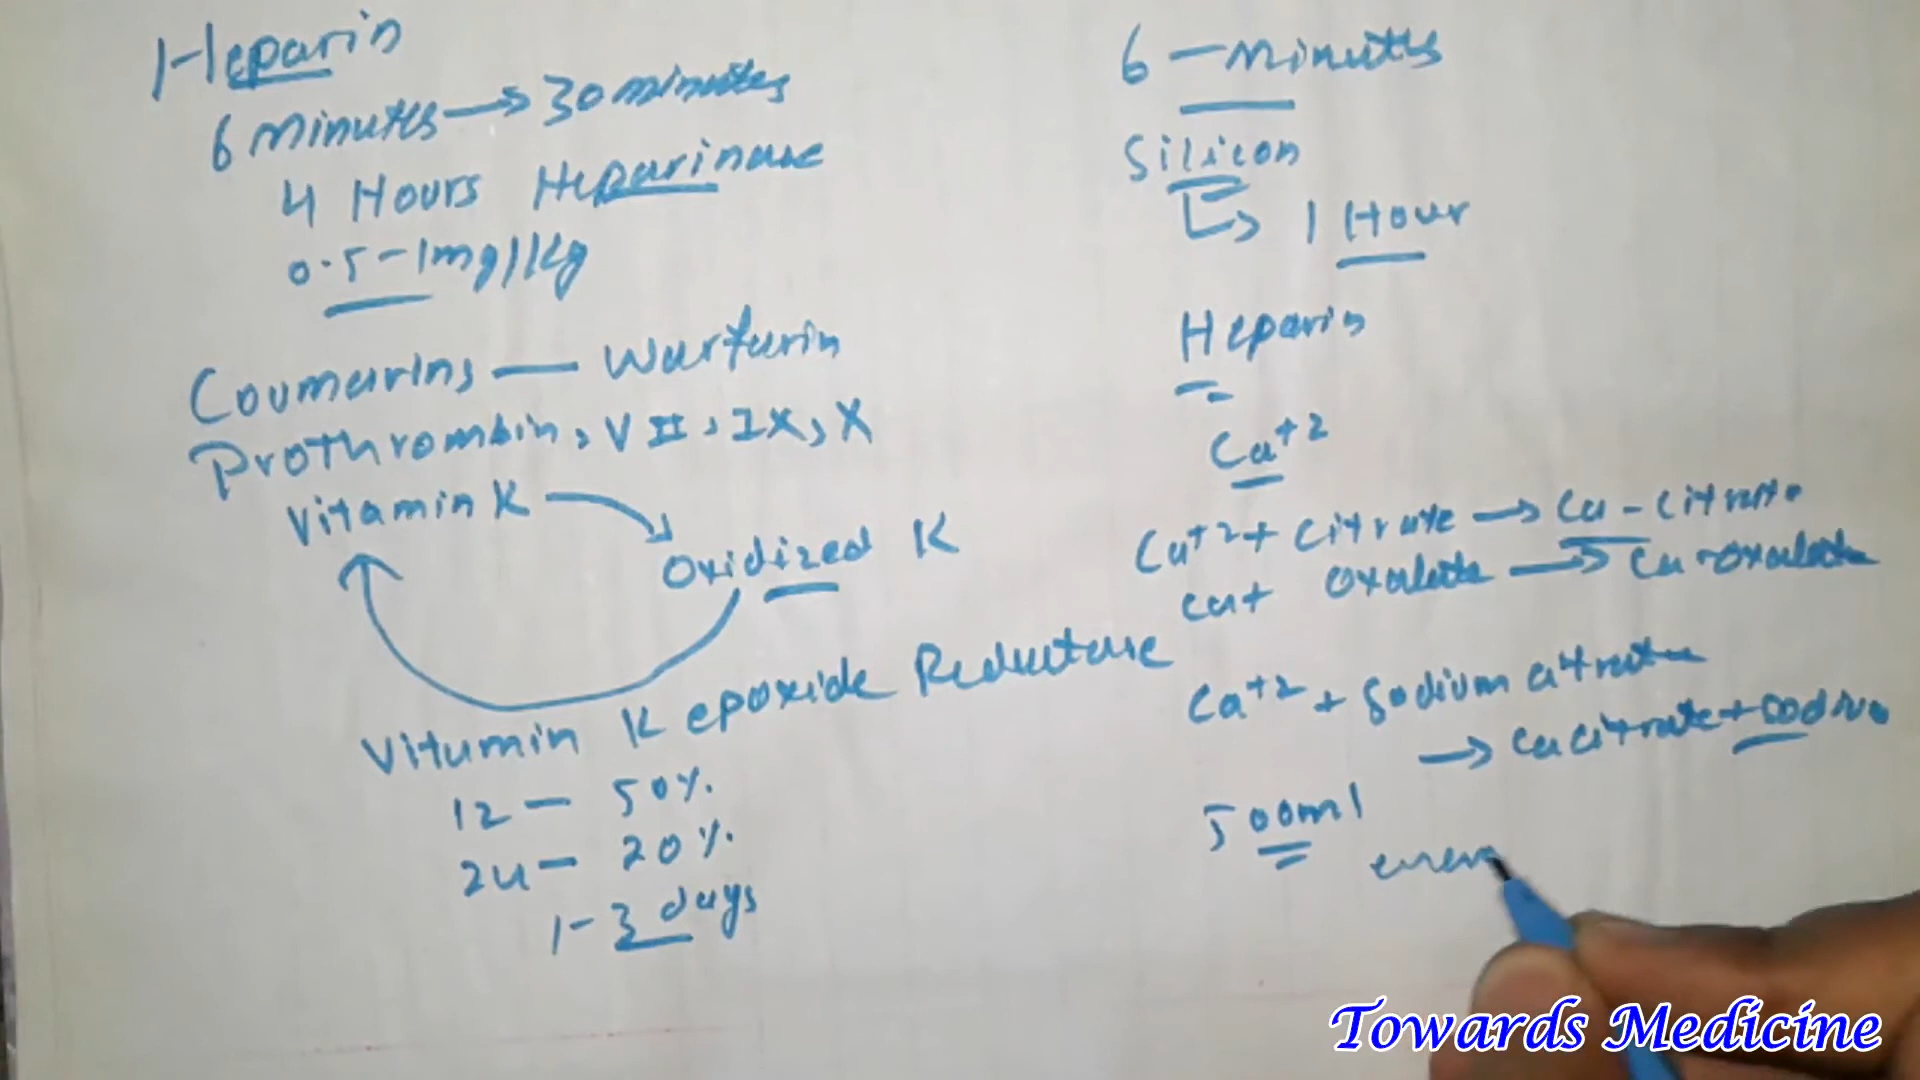 Heparin
6 Minutes → 30 minutes
4 Hours Heparinase
0.5-1mg/Kg
Coumarins — Warfarin
Prothrombin, VII, IX, X
Vitamin K
Oxidized K
Vitamin K epoxide Reductase
12 — 50%
24 — 20%
1-3 days
6 — Minutes
Silicon
1 Hour
Heparin
Ca+2
Ca+2 + Citrate → Ca-Citrate
Ca+ Oxalate → Ca-Oxalate
Ca+2 + Sodium citrate
→ Ca citrate + Sodium
500ml
Towards Medicine